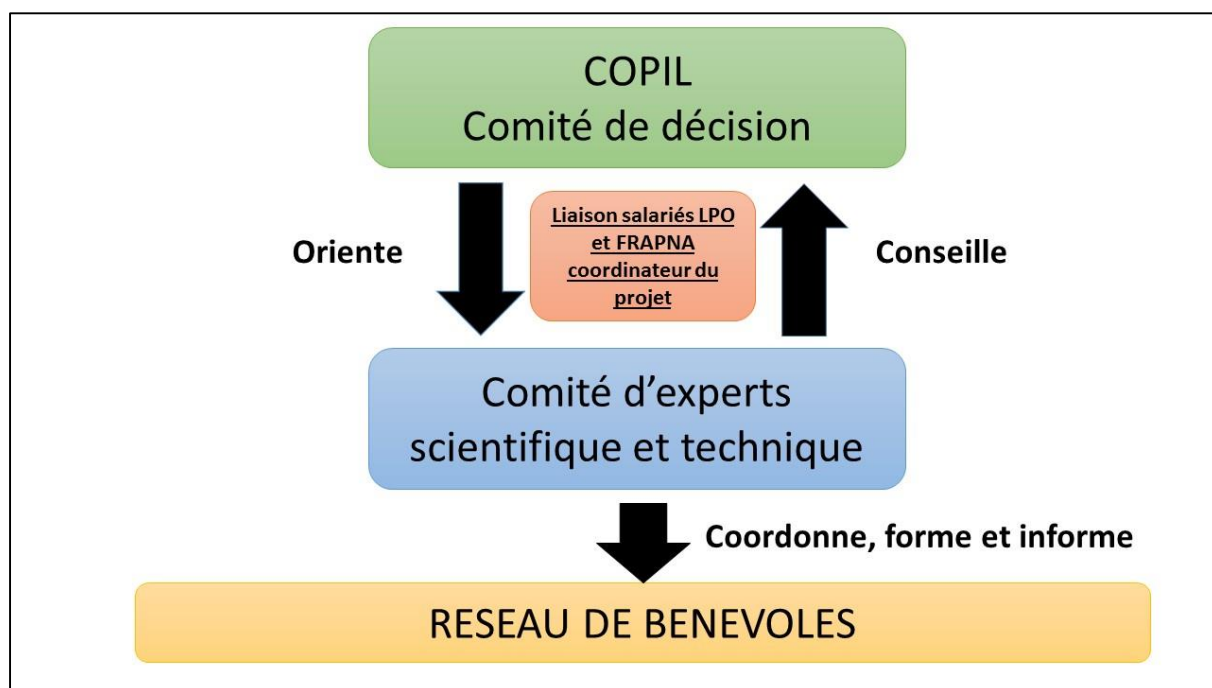 COPIL
Comité de décision
Liaison salariés LPO
et FRAPNA
coordinateur du
projet
Oriente
Conseille
Comité d’experts
scientifique et technique
Coordonne, forme et informe
RESEAU DE BENEVOLES